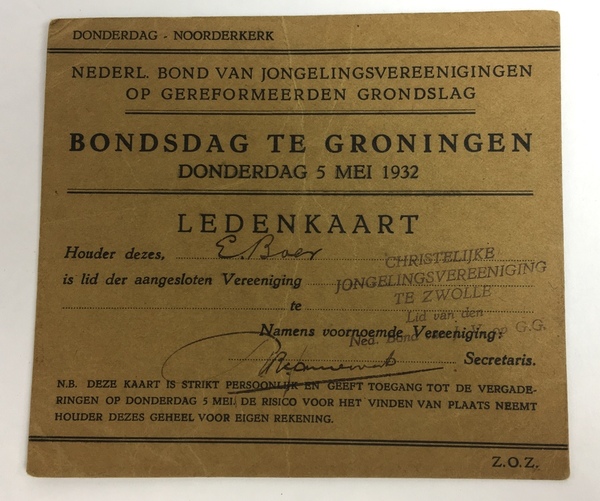 DONDERDAG - NOORDERKERK
NEDERL. BOND VAN JONGELINGSVEREENIGINGEN
OP GEREFORMEERDEN GRONDSLAG
BONDSDAG TE GRONINGEN
DONDERDAG 5 MEI 1932
LEDENKAART
Houder dezes, E. Boer
is lid der aangesloten Vereeniging
CHRISTELIJKE
JONGELINGSVEREENIGING
TE ZWOLLE
te
Lid van den
Ned. Bond op G.G.
Namens voornoemde Vereeniging:
Secretaris.
N.B. DEZE KAART IS STRIKT PERSOONLIJK EN GEEFT TOEGANG TOT DE VERGADE-
RINGEN OP DONDERDAG 5 MEI. DE RISICO VOOR HET VINDEN VAN PLAATS NEEMT
HOUDER DEZES GEHEEL VOOR EIGEN REKENING.
Z.O.Z.